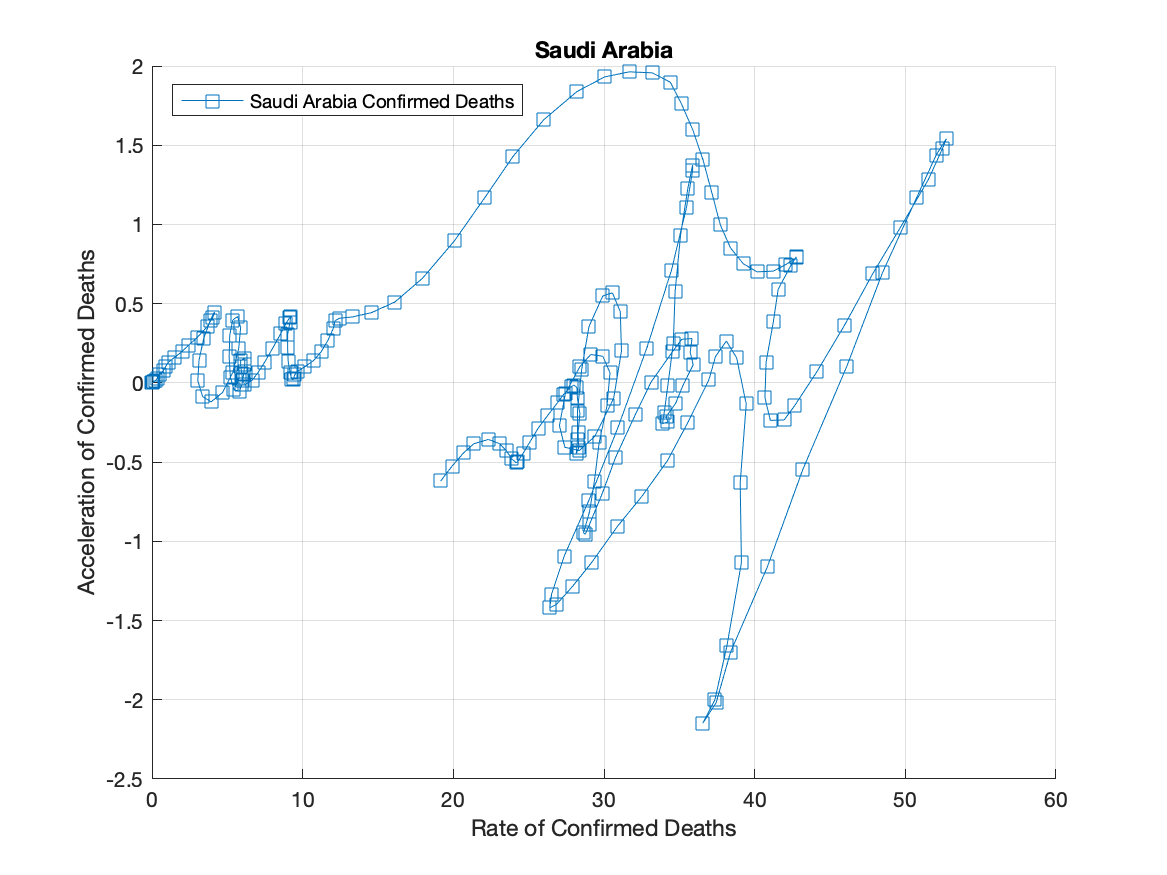 Saudi Arabia
Saudi Arabia Confirmed Deaths
2
1.5
1
0.5
0
-0.5
-1
-1.5
-2
-2.5
Acceleration of Confirmed Deaths
0 10 20 30 40 50 60
Rate of Confirmed Deaths